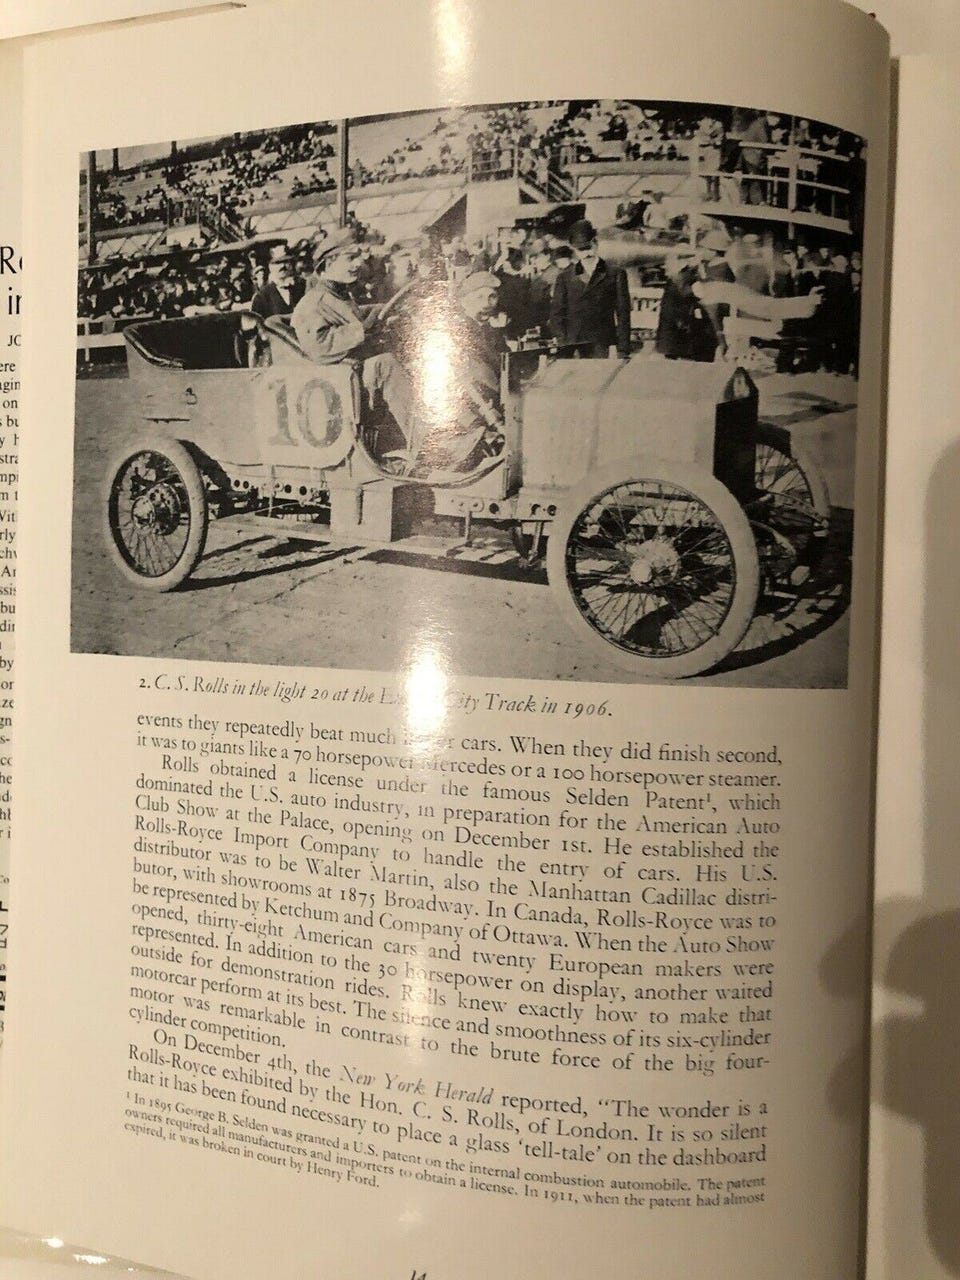 10
2. C. S. Rolls in the light 20 at the City Track in 1906.
events they repeatedly beat much cars. When they did finish second,
it was to giants like a 70 horsepower Mercedes or a 100 horsepower steamer.
Rolls obtained a license under the famous Selden Patent¹, which
dominated the U.S. auto industry, in preparation for the American Auto
Club Show at the Palace, opening on December 1st. He established the
Rolls-Royce Import Company to handle the entry of cars. His U.S.
distributor was to be Walter Martin, also the Manhattan Cadillac distri-
butor, with showrooms at 1875 Broadway. In Canada, Rolls-Royce was to
be represented by Ketchum and Company of Ottawa. When the Auto Show
opened, thirty-eight American cars and twenty European makers were
represented. In addition to the 30 horsepower on display, another waited
outside for demonstration rides. Rolls knew exactly how to make that
motorcar perform at its best. The silence and smoothness of its six-cylinder
motor was remarkable in contrast to the brute force of the big four-
cylinder competition.
On December 4th, the New York Herald reported, “The wonder is a
Rolls-Royce exhibited by the Hon. C. S. Rolls, of London. It is so silent
that it has been found necessary to place a glass ‘tell-tale’ on the dashboard
¹ In 1895 George B. Selden was granted a U.S. patent on the internal combustion automobile. The patent
owners required all manufacturers and importers to obtain a license. In 1911, when the patent had almost
expired, it was broken in court by Henry Ford.
14